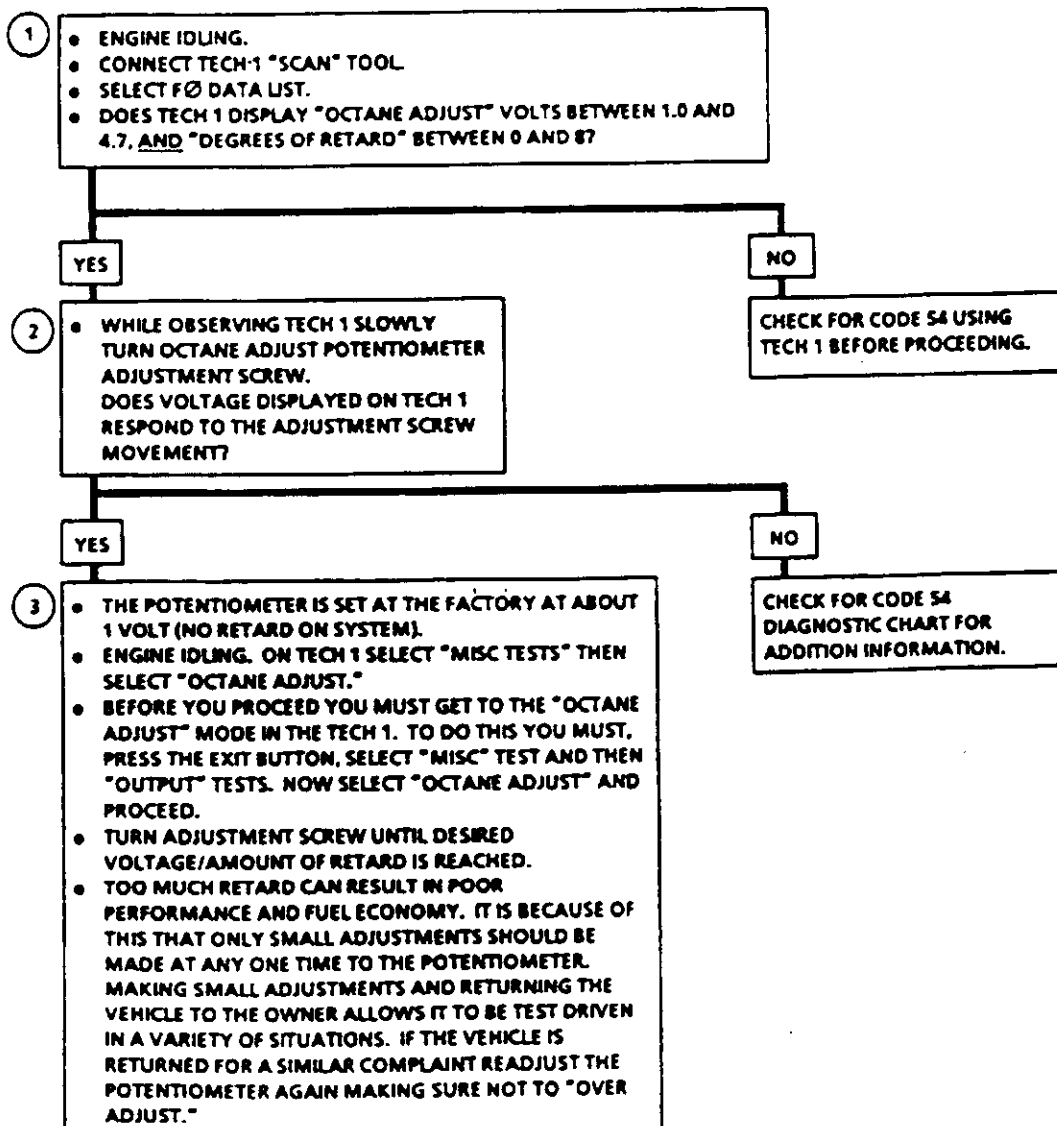 1
• ENGINE IDLING.
• CONNECT TECH-1 "SCAN" TOOL.
• SELECT FØ DATA LIST.
• DOES TECH 1 DISPLAY "OCTANE ADJUST" VOLTS BETWEEN 1.0 AND
4.7, AND "DEGREES OF RETARD" BETWEEN 0 AND 8?
YES
NO
2
• WHILE OBSERVING TECH 1 SLOWLY
TURN OCTANE ADJUST POTENTIOMETER
ADJUSTMENT SCREW.
DOES VOLTAGE DISPLAYED ON TECH 1
RESPOND TO THE ADJUSTMENT SCREW
MOVEMENT?
CHECK FOR CODE 54 USING
TECH 1 BEFORE PROCEEDING.
YES
NO
3
• THE POTENTIOMETER IS SET AT THE FACTORY AT ABOUT
1 VOLT (NO RETARD ON SYSTEM).
• ENGINE IDLING. ON TECH 1 SELECT "MISC TESTS" THEN
SELECT "OCTANE ADJUST."
• BEFORE YOU PROCEED YOU MUST GET TO THE "OCTANE
ADJUST" MODE IN THE TECH 1. TO DO THIS YOU MUST,
PRESS THE EXIT BUTTON, SELECT "MISC" TEST AND THEN
"OUTPUT" TESTS. NOW SELECT "OCTANE ADJUST" AND
PROCEED.
• TURN ADJUSTMENT SCREW UNTIL DESIRED
VOLTAGE/AMOUNT OF RETARD IS REACHED.
• TOO MUCH RETARD CAN RESULT IN POOR
PERFORMANCE AND FUEL ECONOMY. IT IS BECAUSE OF
THIS THAT ONLY SMALL ADJUSTMENTS SHOULD BE
MADE AT ANY ONE TIME TO THE POTENTIOMETER.
MAKING SMALL ADJUSTMENTS AND RETURNING THE
VEHICLE TO THE OWNER ALLOWS IT TO BE TEST DRIVEN
IN A VARIETY OF SITUATIONS. IF THE VEHICLE IS
RETURNED FOR A SIMILAR COMPLAINT READJUST THE
POTENTIOMETER AGAIN MAKING SURE NOT TO "OVER
ADJUST."
CHECK FOR CODE 54
DIAGNOSTIC CHART FOR
ADDITION INFORMATION.